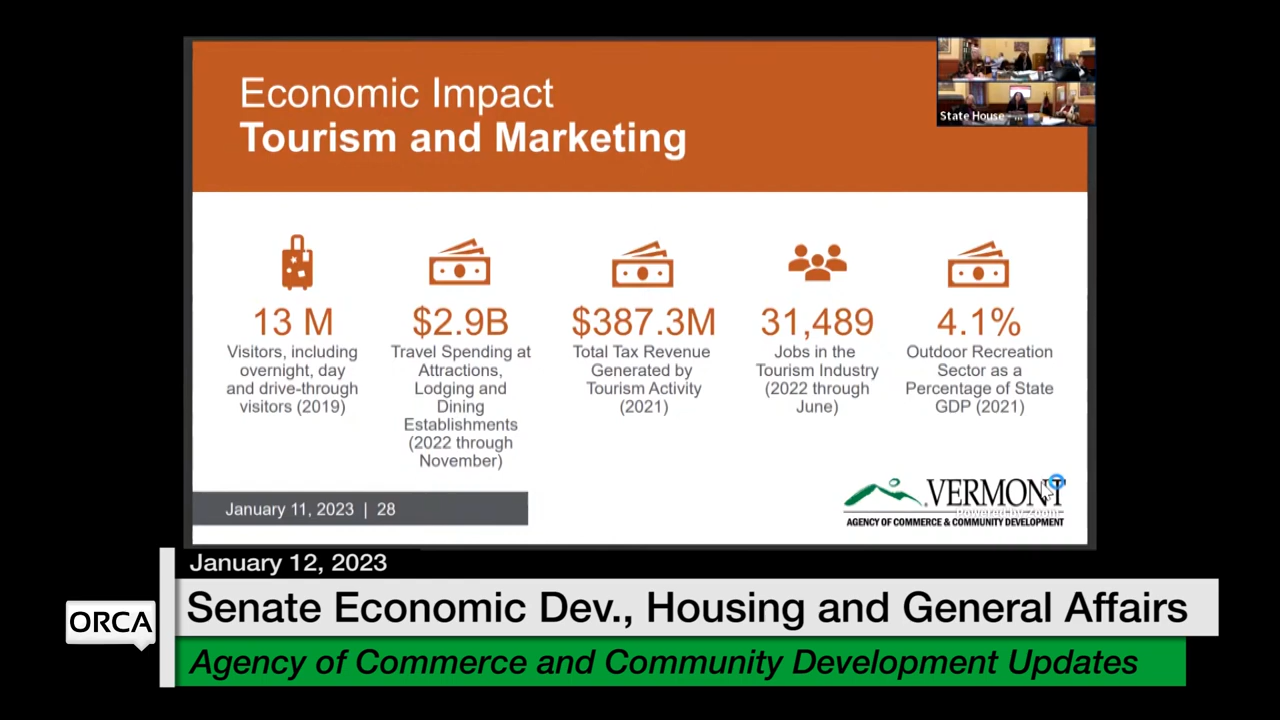 Economic Impact
Tourism and Marketing
State House
13 M
Visitors, including
overnight, day
and drive-through
visitors (2019)
$2.9B
Travel Spending at
Attractions,
Lodging and
Dining
Establishments
(2022 through
November)
$387.3M
Total Tax Revenue
Generated by
Tourism Activity
(2021)
31,489
Jobs in the
Tourism Industry
(2022 through
June)
4.1%
Outdoor Recreation
Sector as a
Percentage of State
GDP (2021)
January 11, 2023 | 28
VERMONT
Powered by Zoom
AGENCY OF COMMERCE & COMMUNITY DEVELOPMENT
January 12, 2023
ORCA
Senate Economic Dev., Housing and General Affairs
Agency of Commerce and Community Development Updates